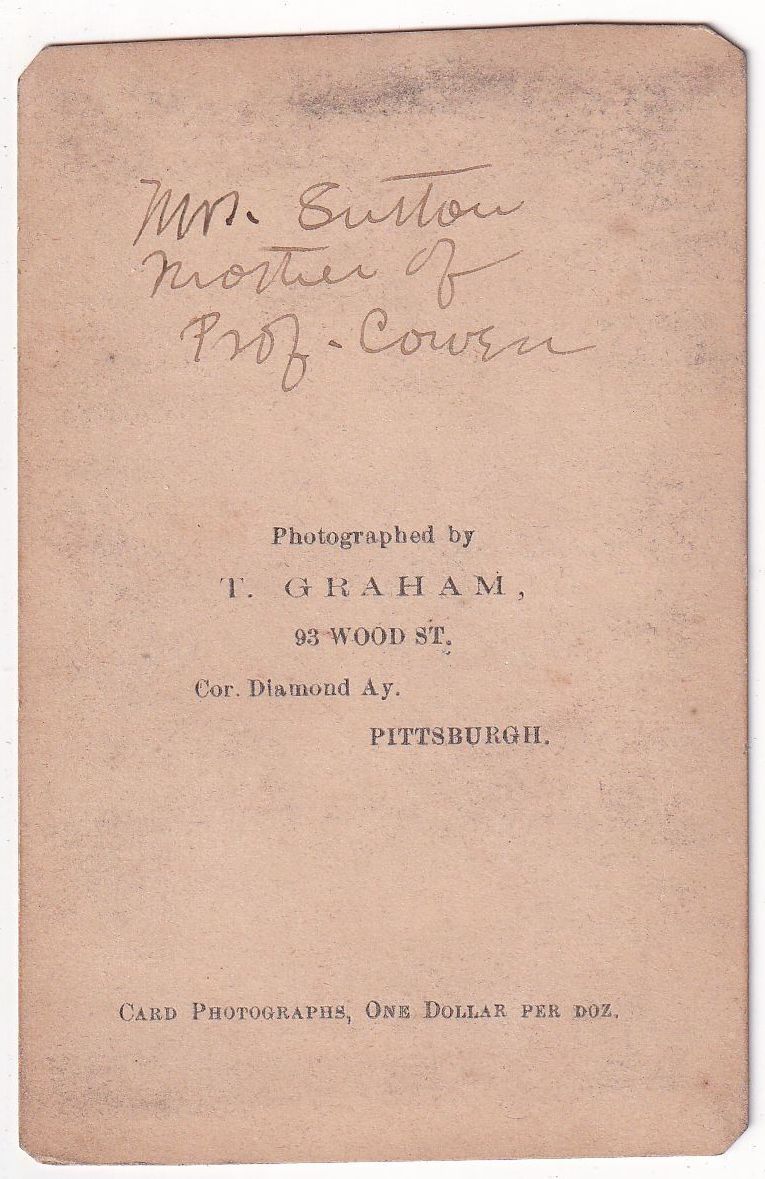 Mrs. Sutton
Mother of
Prof. Cowen
Photographed by
T. GRAHAM,
93 WOOD ST.
Cor. Diamond Ay.
PITTSBURGH.
CARD PHOTOGRAPHS, ONE DOLLAR PER DOZ.